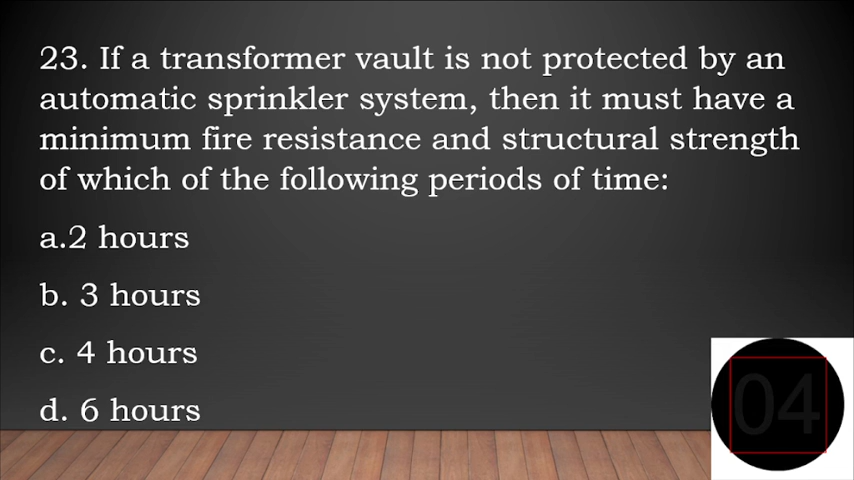 23. If a transformer vault is not protected by an
automatic sprinkler system, then it must have a
minimum fire resistance and structural strength
of which of the following periods of time:
a.2 hours
b. 3 hours
c. 4 hours
d. 6 hours
04